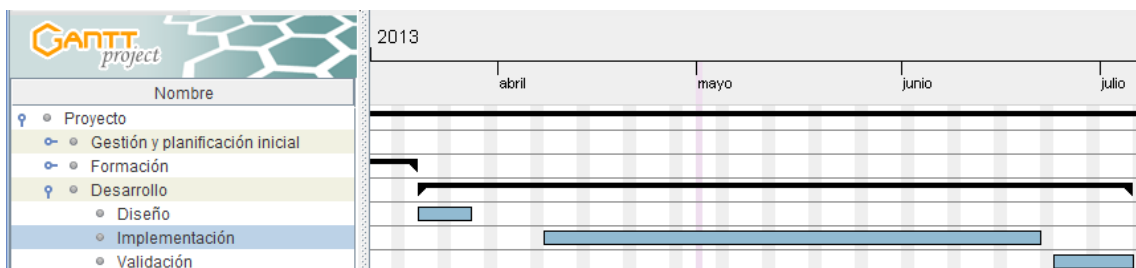 GANTT
project
2013
abril mayo junio julio
Nombre
Proyecto
Gestión y planificación inicial
Formación
Desarrollo
Diseño
Implementación
Validación